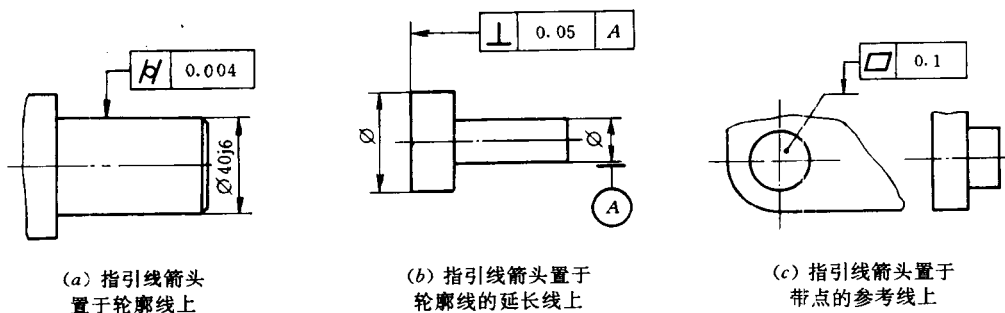 0.004
Ø40j6
(a) 指引线箭头
置于轮廓线上
⊥ 0.05 A
Ø
Ø
A
(b) 指引线箭头置于
轮廓线的延长线上
0.1
(c) 指引线箭头置于
带点的参考线上